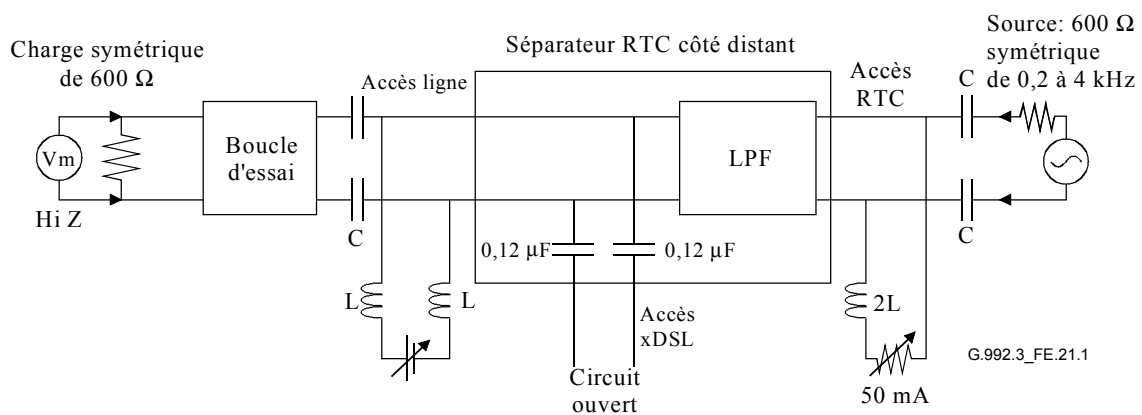 Charge symétrique
de 600 Ω
Séparateur RTC côté distant
Source: 600 Ω
symétrique
de 0,2 à 4 kHz
Accès ligne
Accès
RTC
C
Vm
Boucle
d'essai
LPF
Hi Z
C
C
0,12 µF
0,12 µF
L
L
2L
Accès
xDSL
Circuit
ouvert
50 mA
G.992.3_FE.21.1